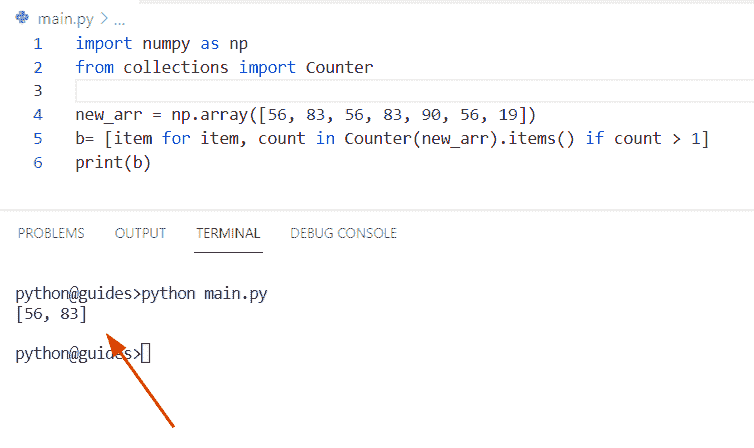 main.py > ...
1 import numpy as np
2 from collections import Counter
3
4 new_arr = np.array([56, 83, 56, 83, 90, 56, 19])
5 b= [item for item, count in Counter(new_arr).items() if count > 1]
6 print(b)
PROBLEMS OUTPUT TERMINAL DEBUG CONSOLE
python@guides>python main.py
[56, 83]
python@guides>